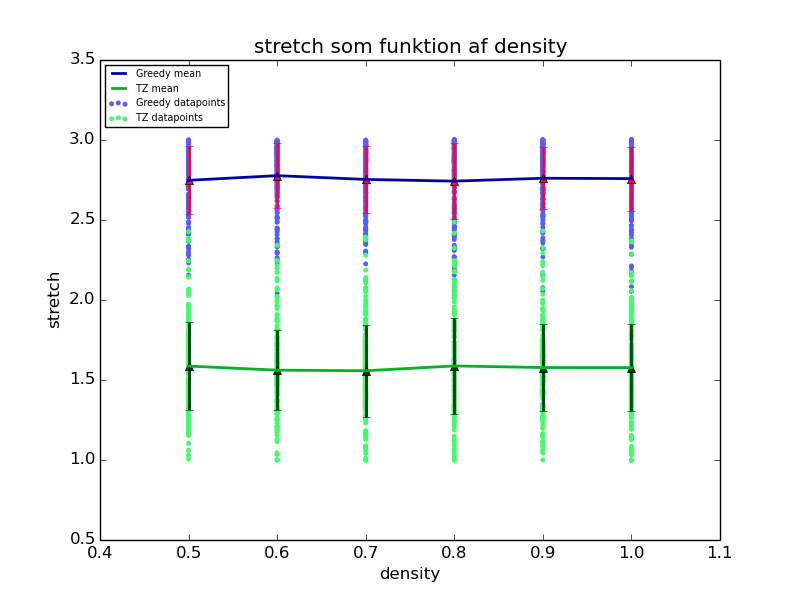 stretch som funktion af density
3.5
3.0
2.5
2.0
1.5
1.0
0.5
stretch
Greedy mean
TZ mean
Greedy datapoints
TZ datapoints
0.4 0.5 0.6 0.7 0.8 0.9 1.0 1.1
density